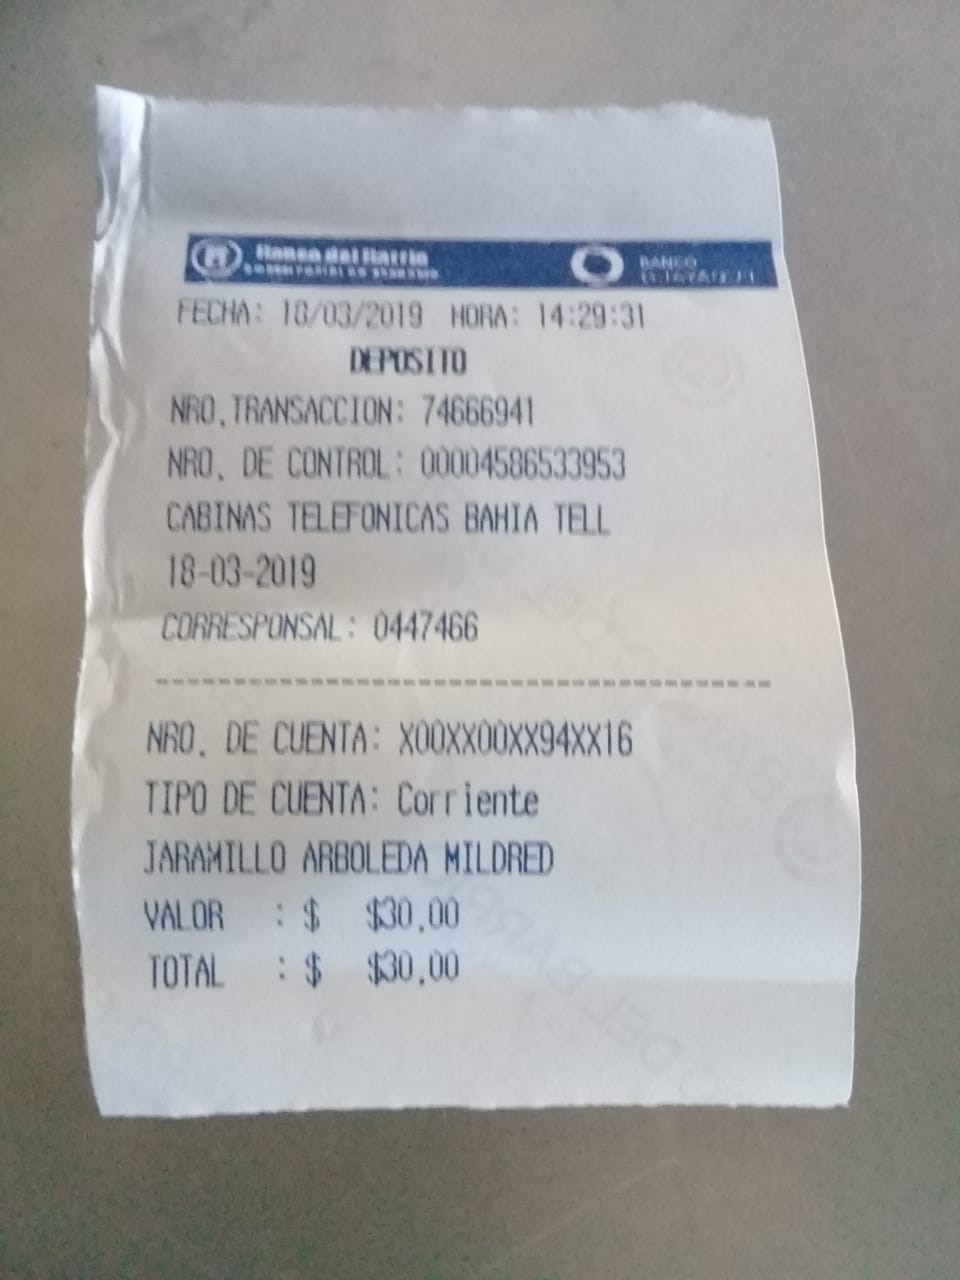 Banco del Barrio
BANCO
FECHA: 18/03/2019 HORA: 14:29:31
DEPOSITO
NRO.TRANSACCION: 74666941
NRO. DE CONTROL: 00004586533953
CABINAS TELEFONICAS BAHIA TELL
18-03-2019
CORRESPONSAL: 0447466
NRO. DE CUENTA: X00XX00XX94XX16
TIPO DE CUENTA: Corriente
JARAMILLO ARBOLEDA MILDRED
VALOR : $ $30.00
TOTAL : $ $30.00